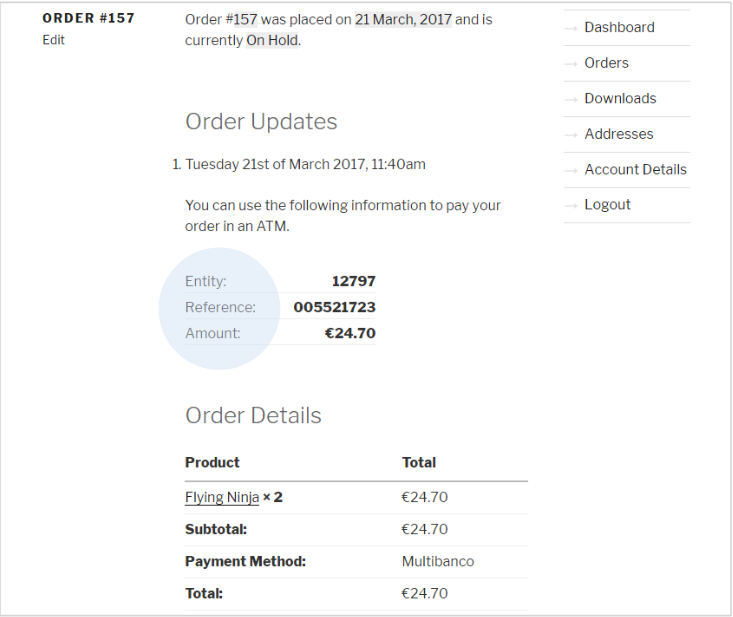 ORDER #157
Edit
Order #157 was placed on 21 March, 2017 and is
currently On Hold.
Order Updates
1. Tuesday 21st of March 2017, 11:40am
You can use the following information to pay your
order in an ATM.
Entity: 12797
Reference: 005521723
Amount: €24.70
Order Details
Product Total
Flying Ninja × 2 €24.70
Subtotal: €24.70
Payment Method: Multibanco
Total: €24.70
→ Dashboard
→ Orders
→ Downloads
→ Addresses
→ Account Details
→ Logout